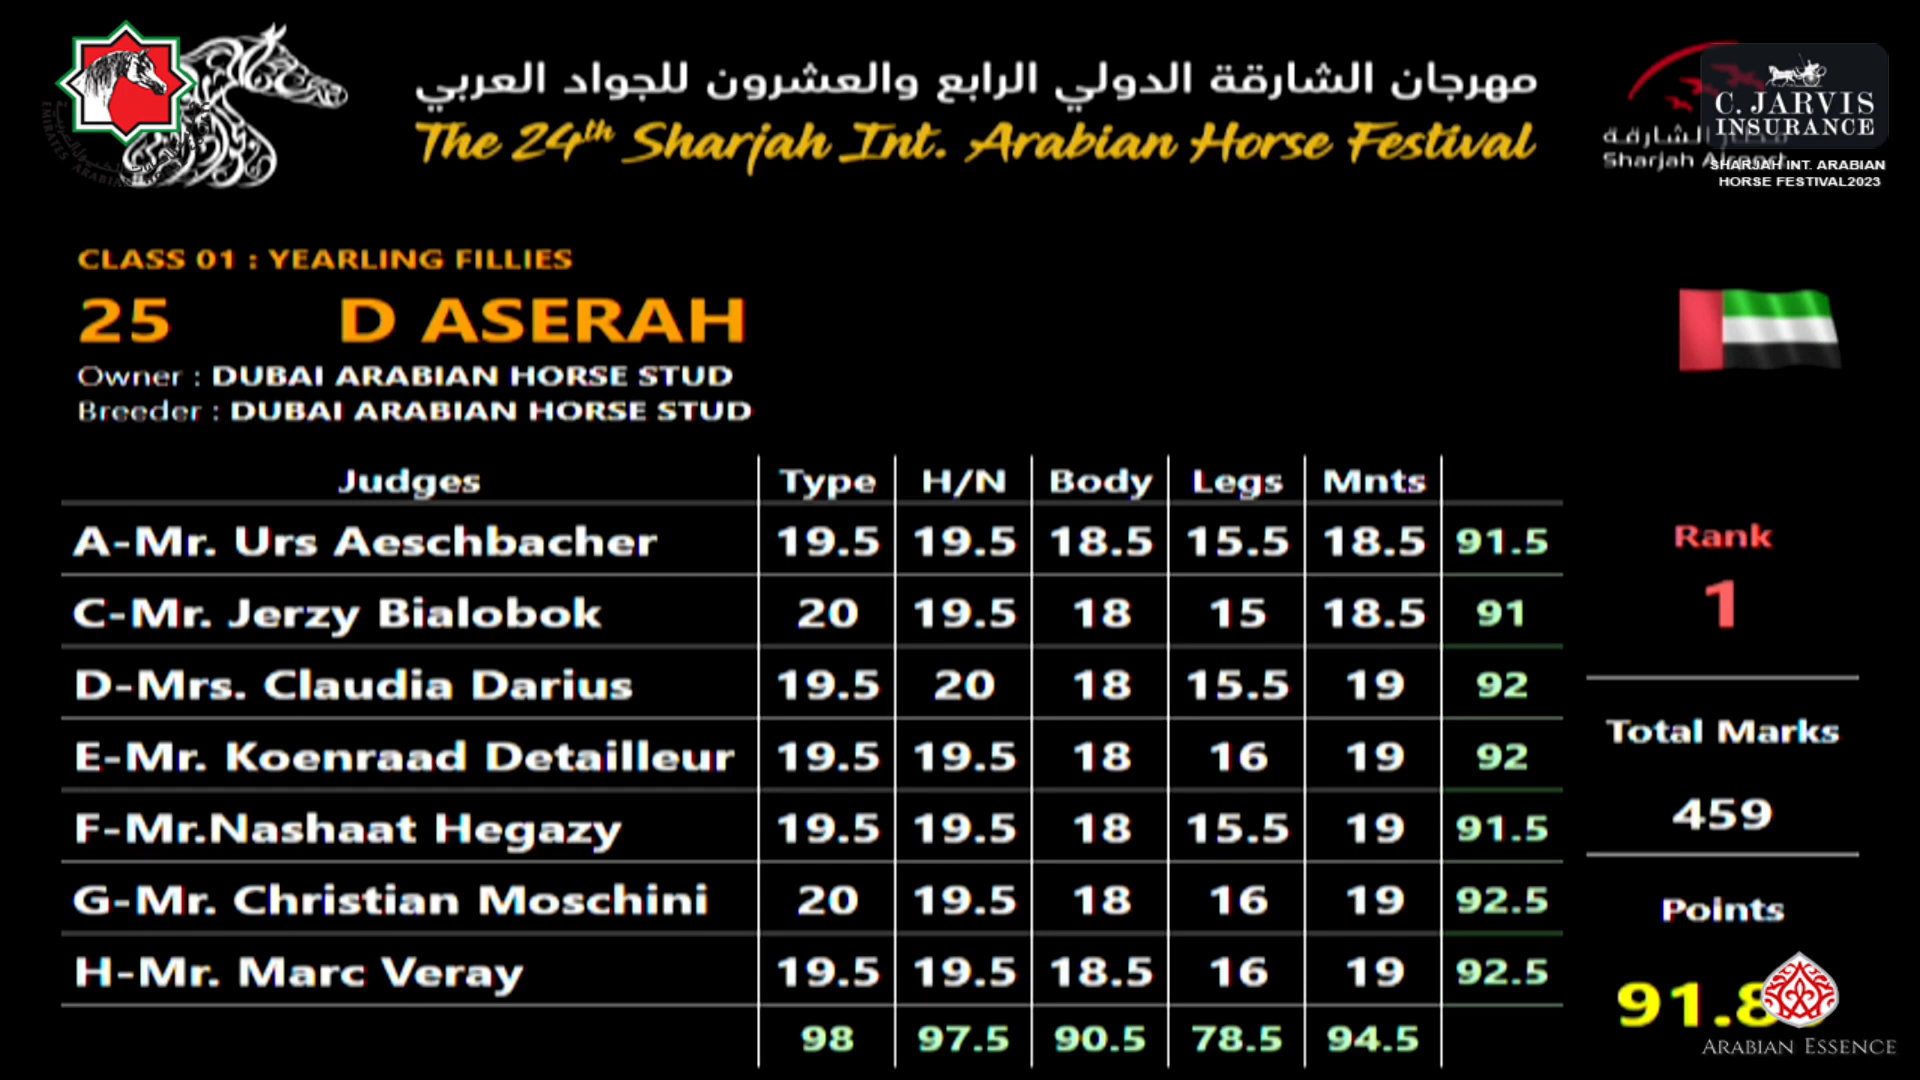 مهرجان الشارقة الدولي الرابع والعشرون للجواد العربي
The 24th Sharjah Int. Arabian Horse Festival
C. JARVIS
INSURANCE
Sharjah
SHARJAH INT. ARABIAN
HORSE FESTIVAL2023
CLASS 01 : YEARLING FILLIES
25 D ASERAH
Owner : DUBAI ARABIAN HORSE STUD
Breeder : DUBAI ARABIAN HORSE STUD
Judges Type H/N Body Legs Mnts
A-Mr. Urs Aeschbacher 19.5 19.5 18.5 15.5 18.5 91.5
C-Mr. Jerzy Bialobok 20 19.5 18 15 18.5 91
D-Mrs. Claudia Darius 19.5 20 18 15.5 19 92
E-Mr. Koenraad Detailleur 19.5 19.5 18 16 19 92
F-Mr.Nashaat Hegazy 19.5 19.5 18 15.5 19 91.5
G-Mr. Christian Moschini 20 19.5 18 16 19 92.5
H-Mr. Marc Veray 19.5 19.5 18.5 16 19 92.5
98 97.5 90.5 78.5 94.5
Rank
1
Total Marks
459
Points
91.8
ARABIAN ESSENCE